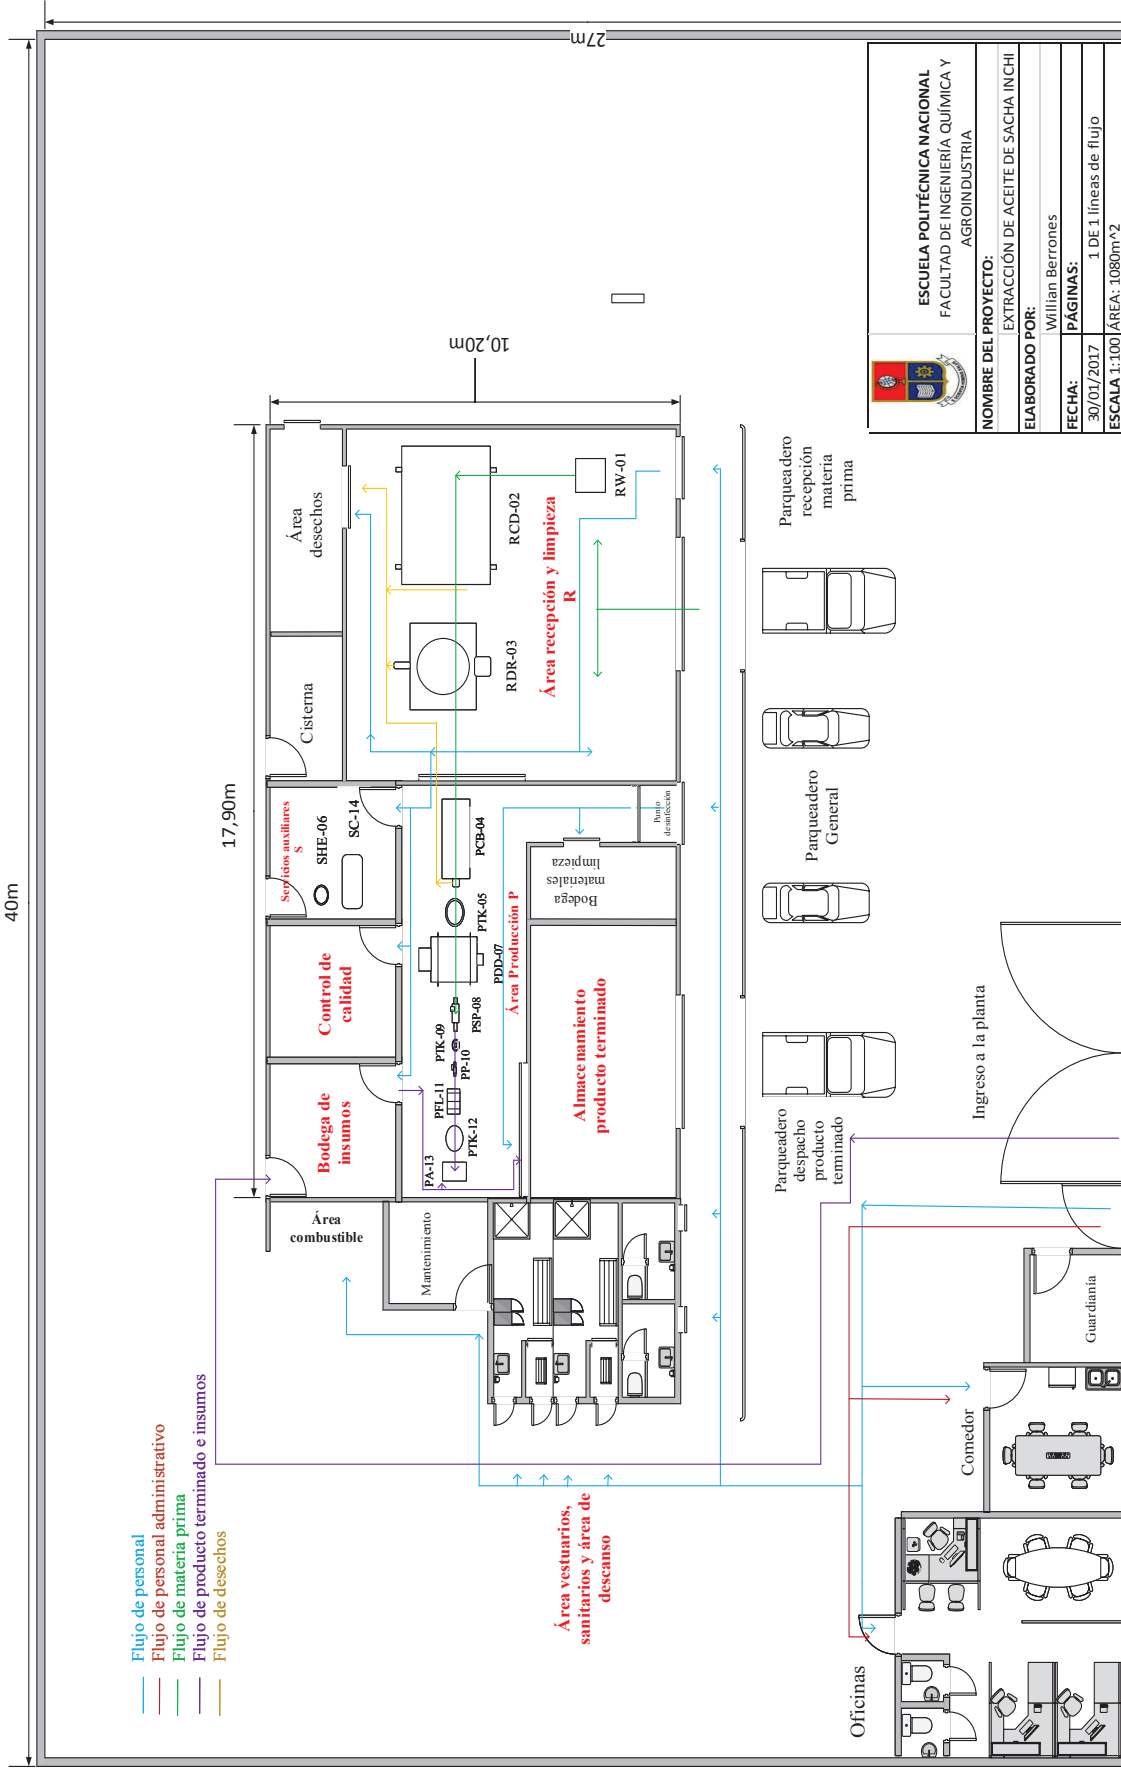 40m
27m
17,90m
10,20m
Flujo de personal
Flujo de personal administrativo
Flujo de materia prima
Flujo de producto terminado e insumos
Flujo de desechos
Área
combustible
Mantenimiento
Bodega de
insumos
Control de
calidad
Servicios auxiliares
S
SHE-06
SC-14
Cisterna
Área
desechos
PA-13
PTK-12
PFL-11
PP-10
PTK-09
PSP-08
PDD-07
PTK-05
PCB-04
Área Producción P
RDR-03
RCD-02
RW-01
Área recepción y limpieza
R
Almacenamiento
producto terminado
Bodega
materiales
limpieza
Punto
desinfección
Área vestuarios,
sanitarios y área de
descanso
Parqueadero
despacho
producto
terminado
Parqueadero
General
Parqueadero
recepción
materia
prima
Oficinas
Comedor
Guardianía
Ingreso a la planta
ESCUELA POLITÉCNICA NACIONAL
FACULTAD DE INGENIERÍA QUÍMICA Y
AGROINDUSTRIA
NOMBRE DEL PROYECTO:
EXTRACCIÓN DE ACEITE DE SACHA INCHI
ELABORADO POR:
Willian Berrones
FECHA: PÁGINAS:
30/01/2017 1 DE 1 líneas de flujo
ESCALA 1:100 ÁREA: 1080m^2